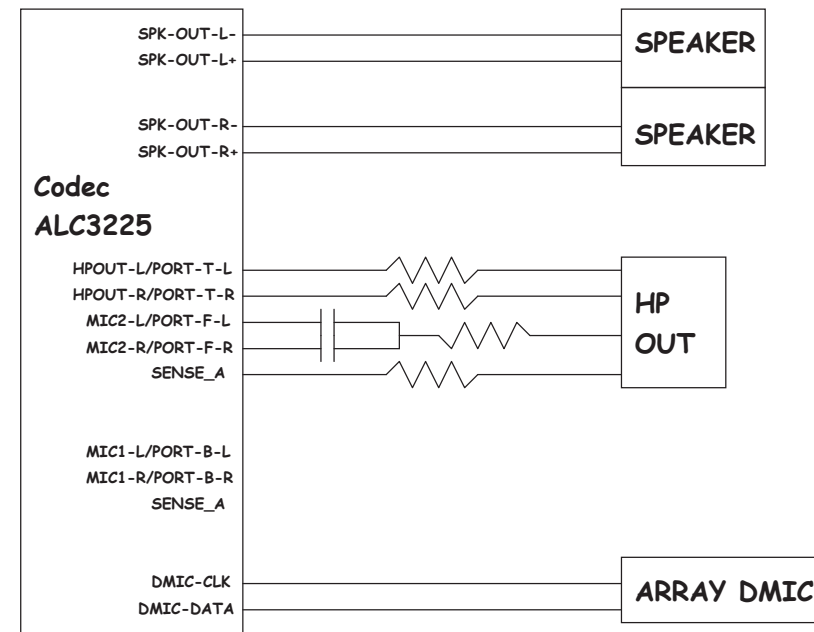 SPK-OUT-L-
SPK-OUT-L+
SPEAKER
SPK-OUT-R-
SPK-OUT-R+
SPEAKER
Codec
ALC3225
HPOUT-L/PORT-T-L
HPOUT-R/PORT-T-R
MIC2-L/PORT-F-L
MIC2-R/PORT-F-R
SENSE_A
HP
OUT
MIC1-L/PORT-B-L
MIC1-R/PORT-B-R
SENSE_A
DMIC-CLK
DMIC-DATA
ARRAY DMIC